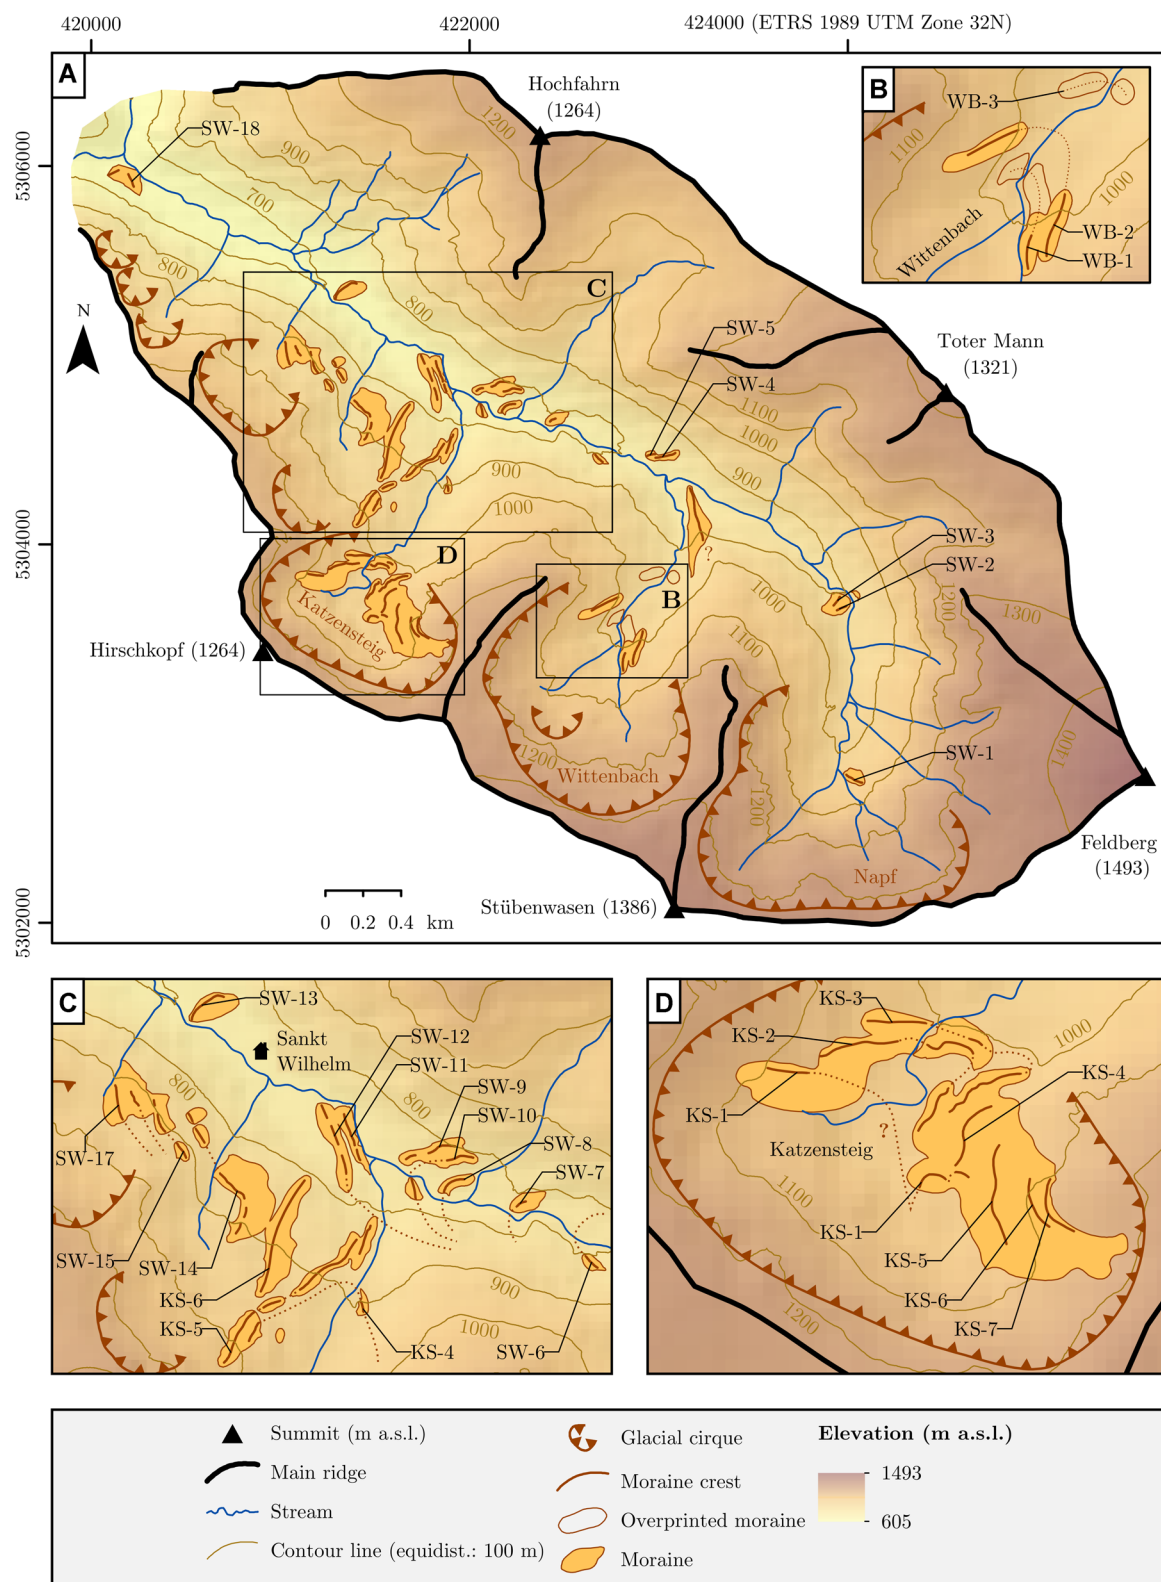 420000
422000
424000 (ETRS 1989 UTM Zone 32N)
A
Hochfahrn
(1264)
B
WB-3
1100
1000
Wittenbach
WB-2
WB-1
5306000
5304000
5302000
SW-18
1200
900
700
800
N
C
800
SW-5
SW-4
Toter Mann
(1321)
1100
1000
900
900
1000
D
Katzensteig
?
B
SW-3
SW-2
1000
1200
1300
1100
Hirschkopf (1264)
1200
Wittenbach
SW-1
1400
1200
Feldberg
(1493)
Napf
Stübenwasen (1386)
0 0.2 0.4 km
C
SW-13
Sankt
Wilhelm
SW-12
SW-11
800
SW-9
800
SW-10
SW-8
SW-7
SW-17
SW-15
SW-14
KS-6
900
KS-5
1000
KS-4
SW-6
D
KS-3
KS-2
1000
KS-4
KS-1
?
Katzensteig
1100
KS-1
KS-5
KS-6
KS-7
1200
Summit (m a.s.l.)
Main ridge
Stream
Contour line (equidist.: 100 m)
Glacial cirque
Moraine crest
Overprinted moraine
Moraine
Elevation (m a.s.l.)
1493
605